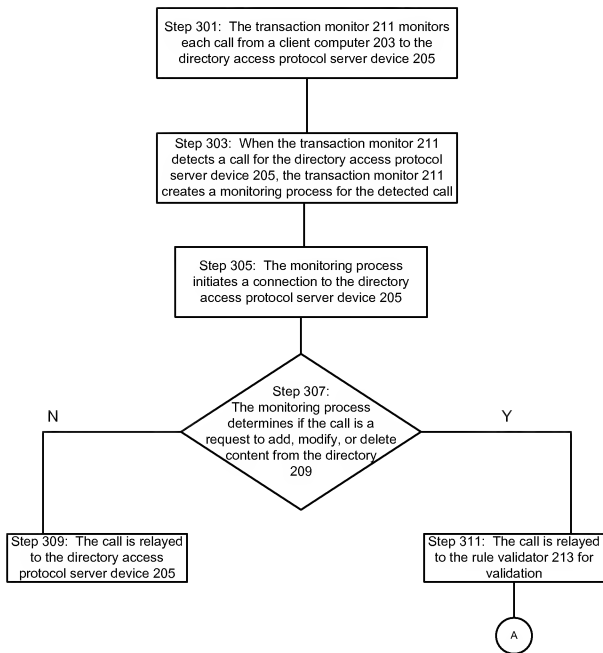 Step 301: The transaction monitor 211 monitors
each call from a client computer 203 to the
directory access protocol server device 205
Step 303: When the transaction monitor 211
detects a call for the directory access protocol
server device 205, the transaction monitor 211
creates a monitoring process for the detected call
Step 305: The monitoring process
initiates a connection to the directory
access protocol server device 205
Step 307:
The monitoring process
determines if the call is a
request to add, modify, or delete
content from the directory
209
N
Y
Step 309: The call is relayed
to the directory access
protocol server device 205
Step 311: The call is relayed
to the rule validator 213 for
validation
A